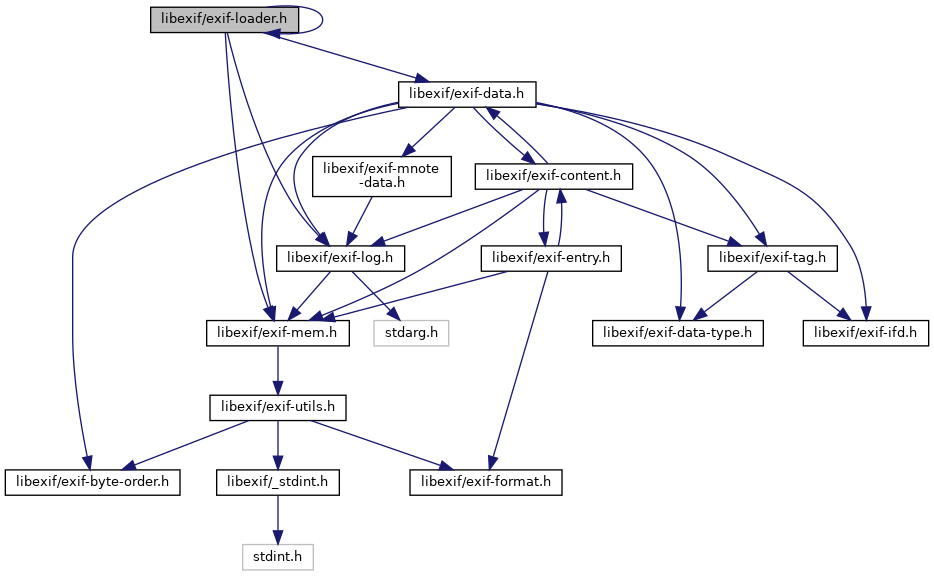 libexif/exif-loader.h
libexif/exif-data.h
libexif/exif-mnote
-data.h
libexif/exif-content.h
libexif/exif-log.h
libexif/exif-entry.h
libexif/exif-tag.h
libexif/exif-mem.h
stdarg.h
libexif/exif-data-type.h
libexif/exif-ifd.h
libexif/exif-utils.h
libexif/exif-byte-order.h
libexif/_stdint.h
libexif/exif-format.h
stdint.h